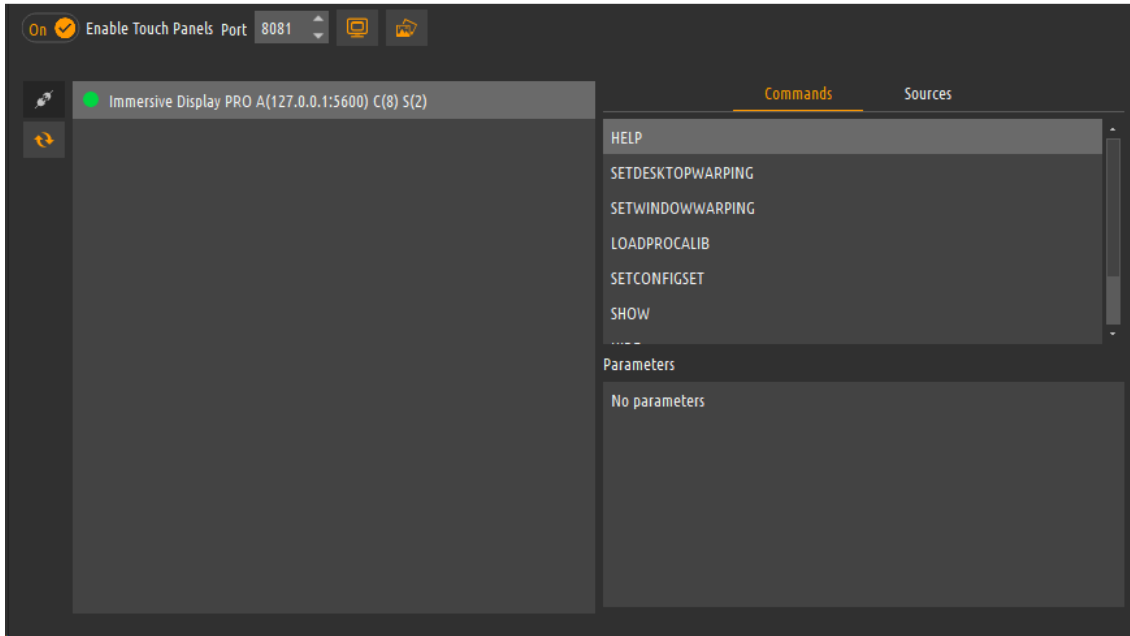 On Enable Touch Panels Port 8081
Immersive Display PRO A(127.0.0.1:5600) C(8) S(2)
Commands Sources
HELP
SETDESKTOPWARPING
SETWINDOWWARPING
LOADPROCALIB
SETCONFIGSET
SHOW
Parameters
No parameters